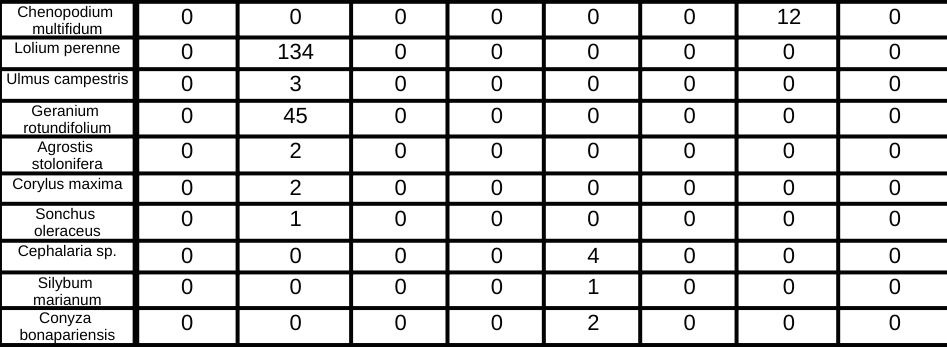 Chenopodium multifidum 0 0 0 0 0 0 12 0
Lolium perenne 0 134 0 0 0 0 0 0
Ulmus campestris 0 3 0 0 0 0 0 0
Geranium rotundifolium 0 45 0 0 0 0 0 0
Agrostis stolonifera 0 2 0 0 0 0 0 0
Corylus maxima 0 2 0 0 0 0 0 0
Sonchus oleraceus 0 1 0 0 0 0 0 0
Cephalaria sp. 0 0 0 0 4 0 0 0
Silybum marianum 0 0 0 0 1 0 0 0
Conyza bonapariensis 0 0 0 0 2 0 0 0